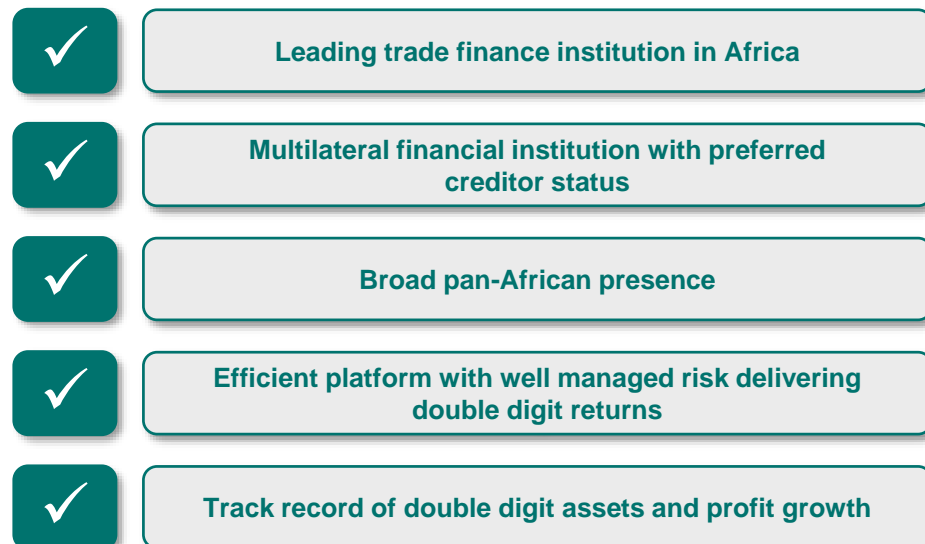 Leading trade finance institution in Africa
Multilateral financial institution with preferred
creditor status
Broad pan-African presence
Efficient platform with well managed risk delivering
double digit returns
Track record of double digit assets and profit growth